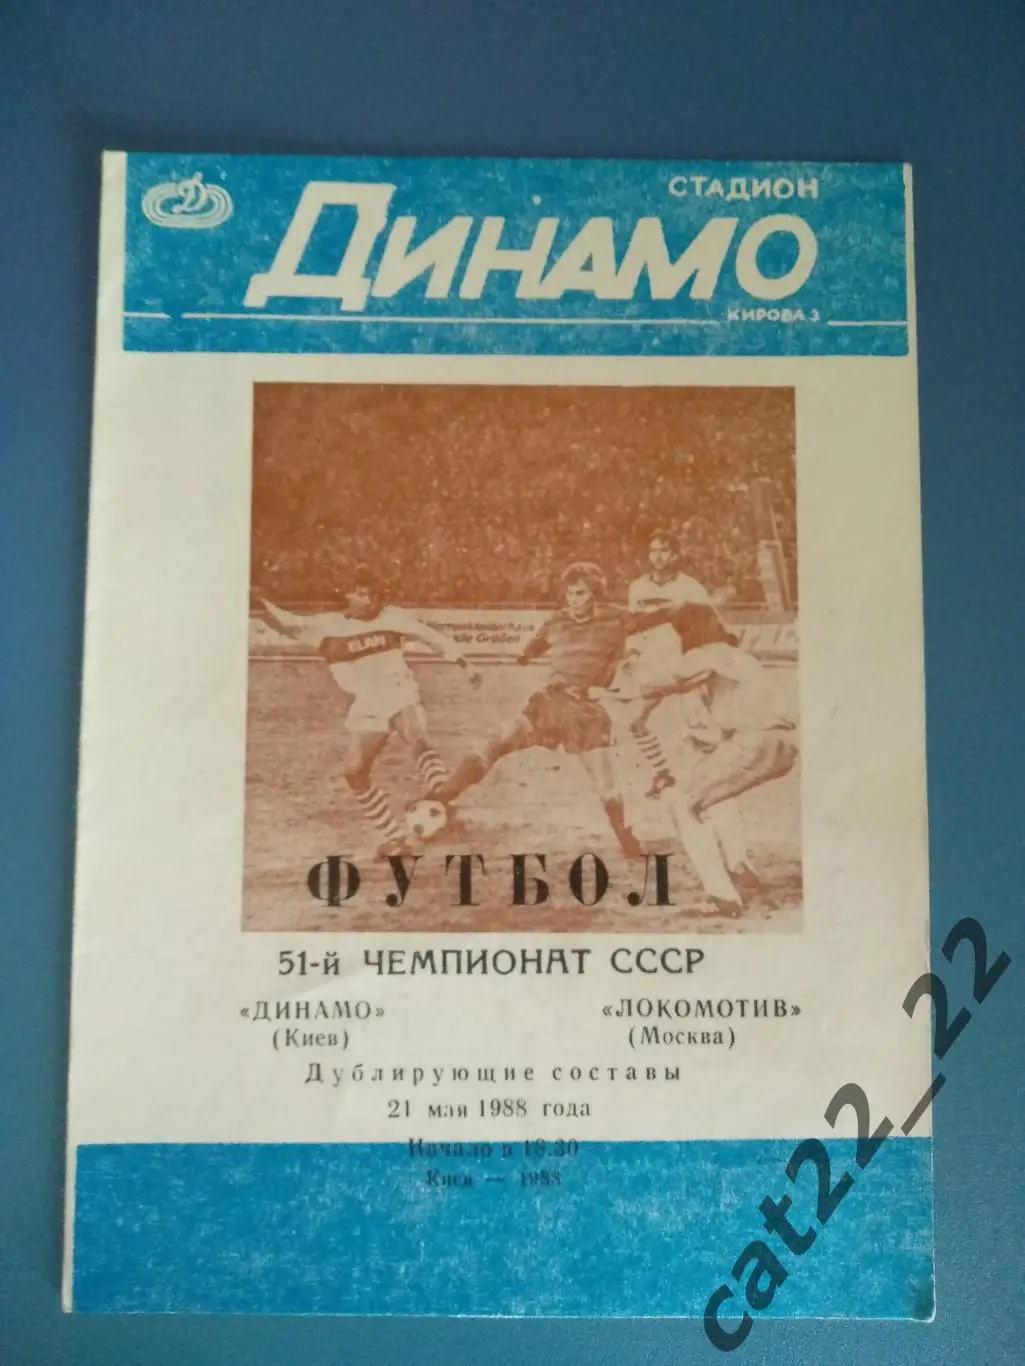 СТАДИОН
Д
ДИНАМО
КИРОВА 3
ELAN
ФУТБОЛ
51-й ЧЕМПИОНАТ СССР
«ДИНАМО» «ЛОКОМОТИВ»
(Киев) (Москва)
Дублирующие составы
21 мая 1988 года
Начало в 18.30
Киев — 1988
cat22_22